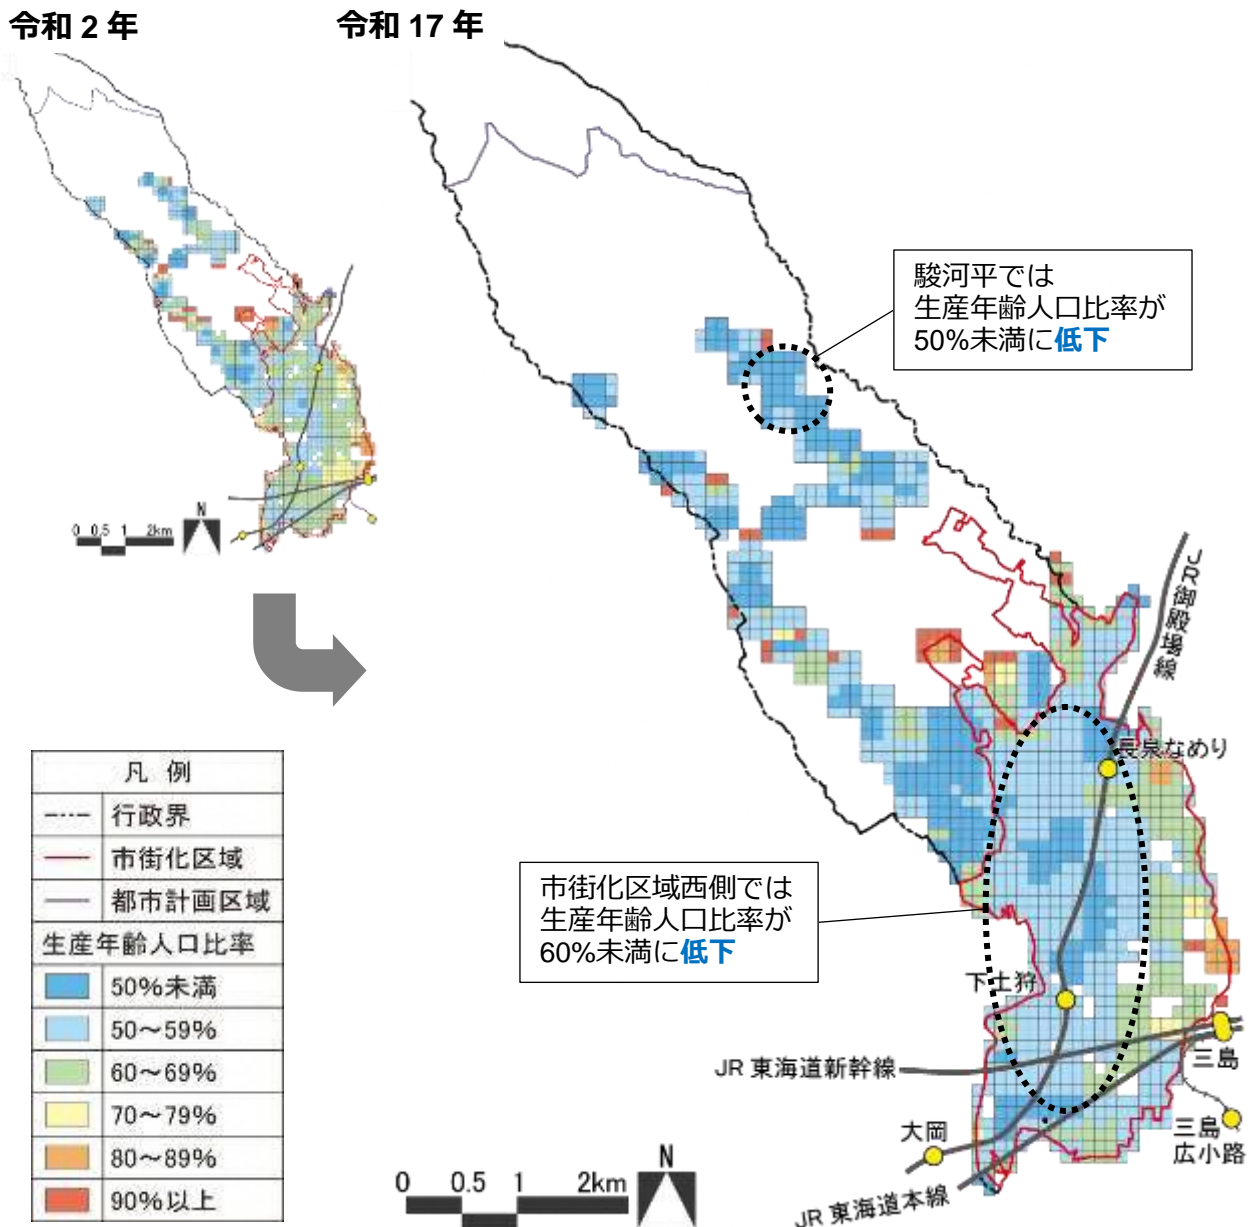 令和 2 年
令和 17 年
駿河平では
生産年齢人口比率が
50%未満に低下
N
0 0.5 1 2km
JR御殿場線
長泉なめり
凡 例
行政界
市街化区域
都市計画区域
生産年齢人口比率
50%未満
50～59%
60～69%
70～79%
80～89%
90%以上
市街化区域西側では
生産年齢人口比率が
60%未満に低下
下土狩
JR 東海道新幹線
三島
大岡
三島
広小路
JR 東海道本線
N
0 0.5 1 2km